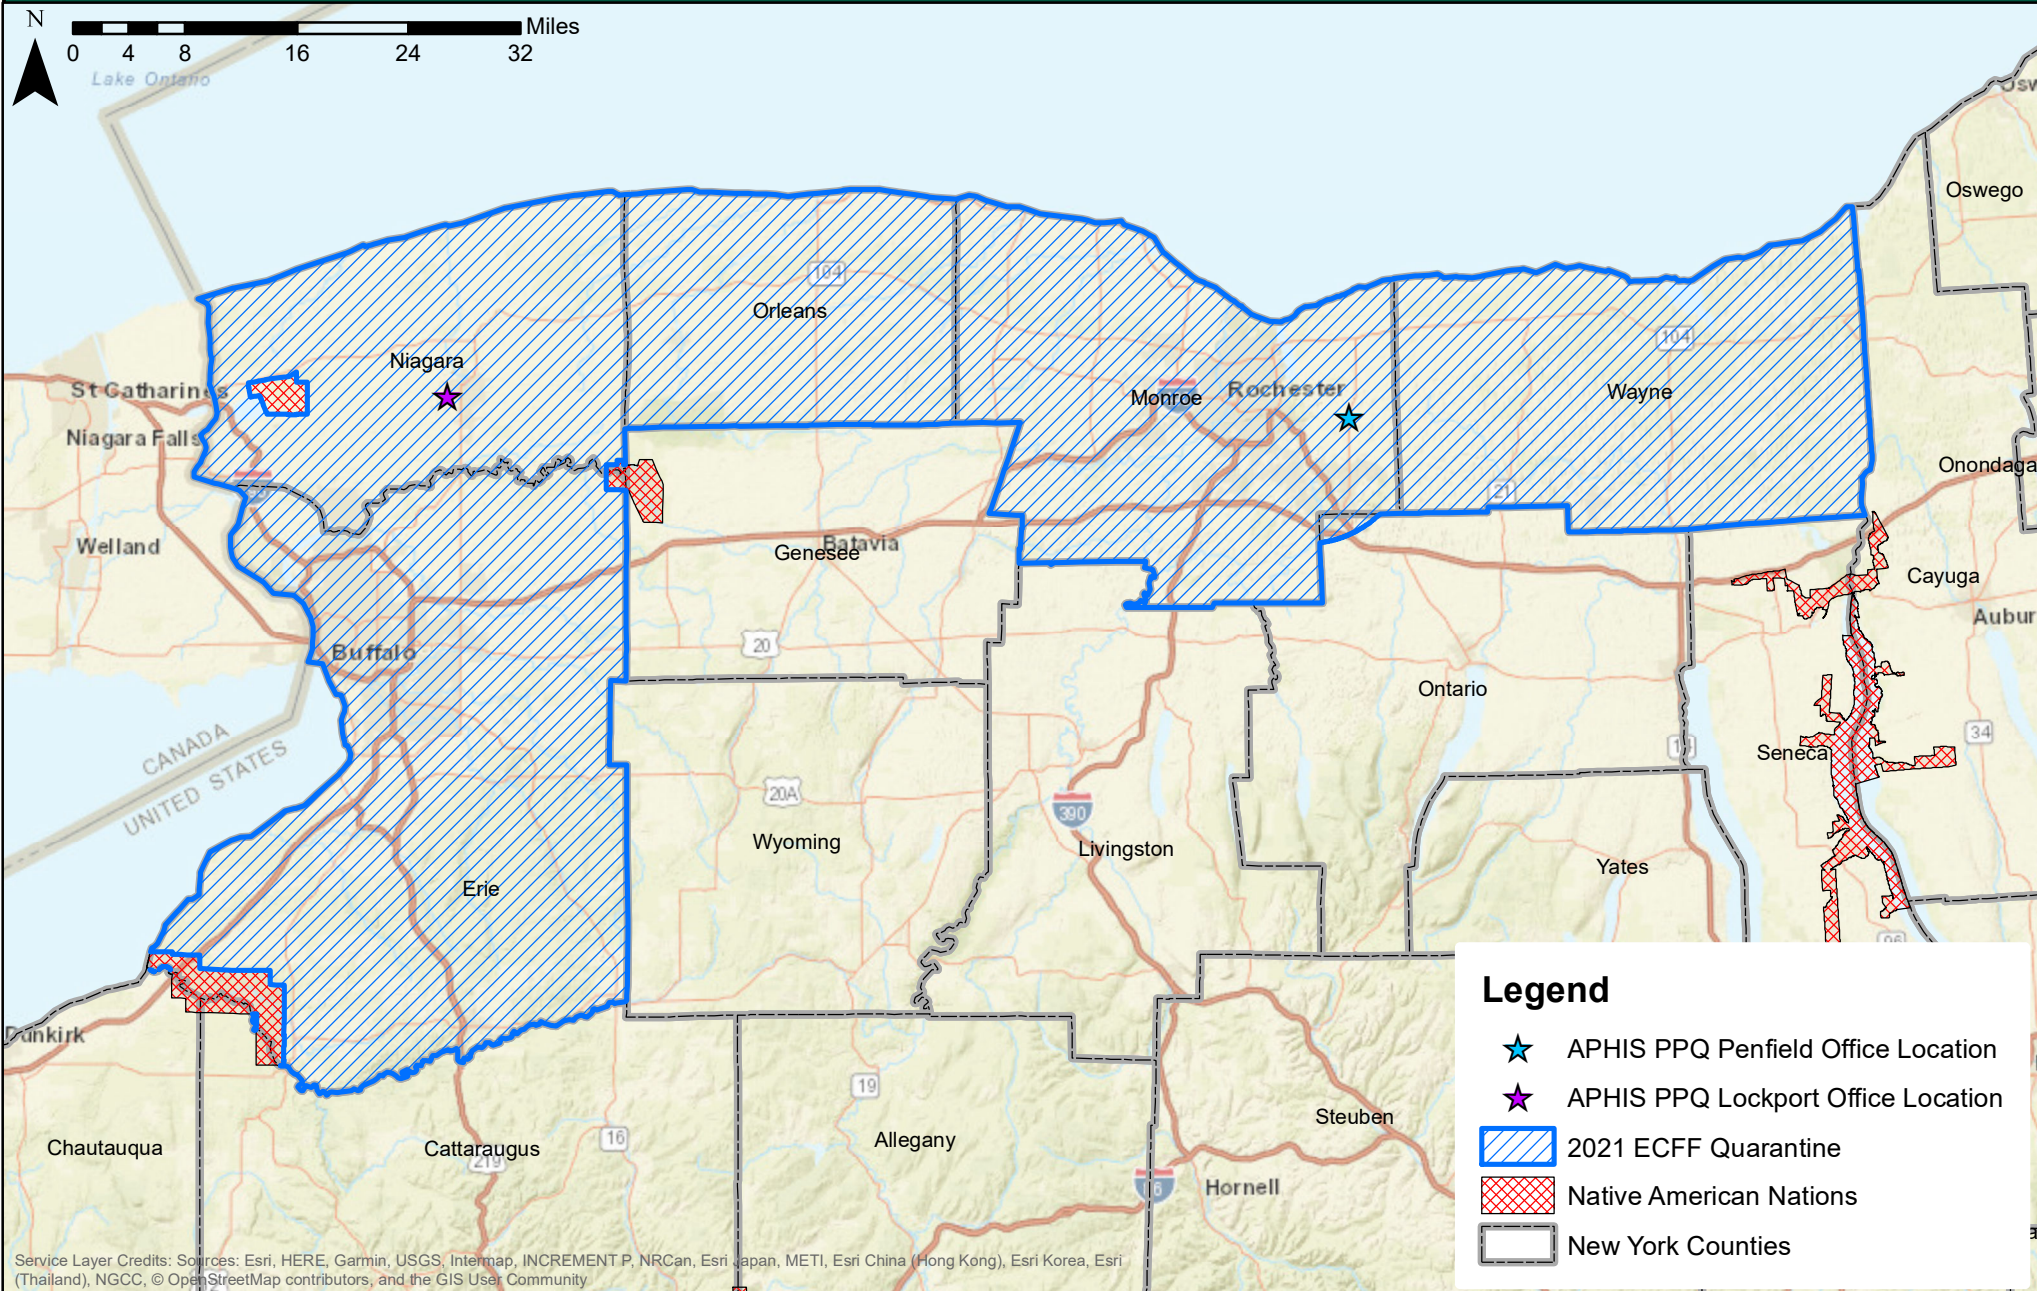 N
Miles
0 4 8 16 24 32
Lake Ontario
Oswego
104
Orleans
Niagara
St Catharines
Rochester
104
Monroe
Wayne
Niagara Falls
Onondaga
21
Welland
Batavia
Genesee
Cayuga
Buffalo
20
Ontario
CANADA
UNITED STATES
34
Seneca
20A
390
Wyoming
Livingston
Yates
Erie
Dunkirk
19
Steuben
Chautauqua
Cattaraugus
16
Allegany
219
Hornell
Legend
APHIS PPQ Penfield Office Location
APHIS PPQ Lockport Office Location
2021 ECFF Quarantine
Native American Nations
New York Counties
Service Layer Credits: Sources: Esri, HERE, Garmin, USGS, Intermap, INCREMENT P, NRCan, Esri Japan, METI, Esri China (Hong Kong), Esri Korea, Esri
(Thailand), NGCC, © OpenStreetMap contributors, and the GIS User Community